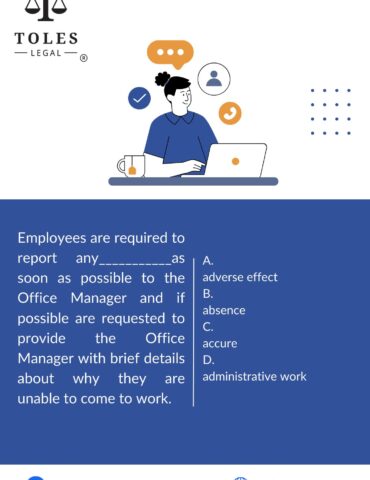 TOLES
LEGAL
®
Employees are required to
report any___________as
soon as possible to the
Office Manager and if
possible are requested to
provide the Office
Manager with brief details
about why they are
unable to come to work.
A.
adverse effect
B.
absence
C.
accure
D.
administrative work